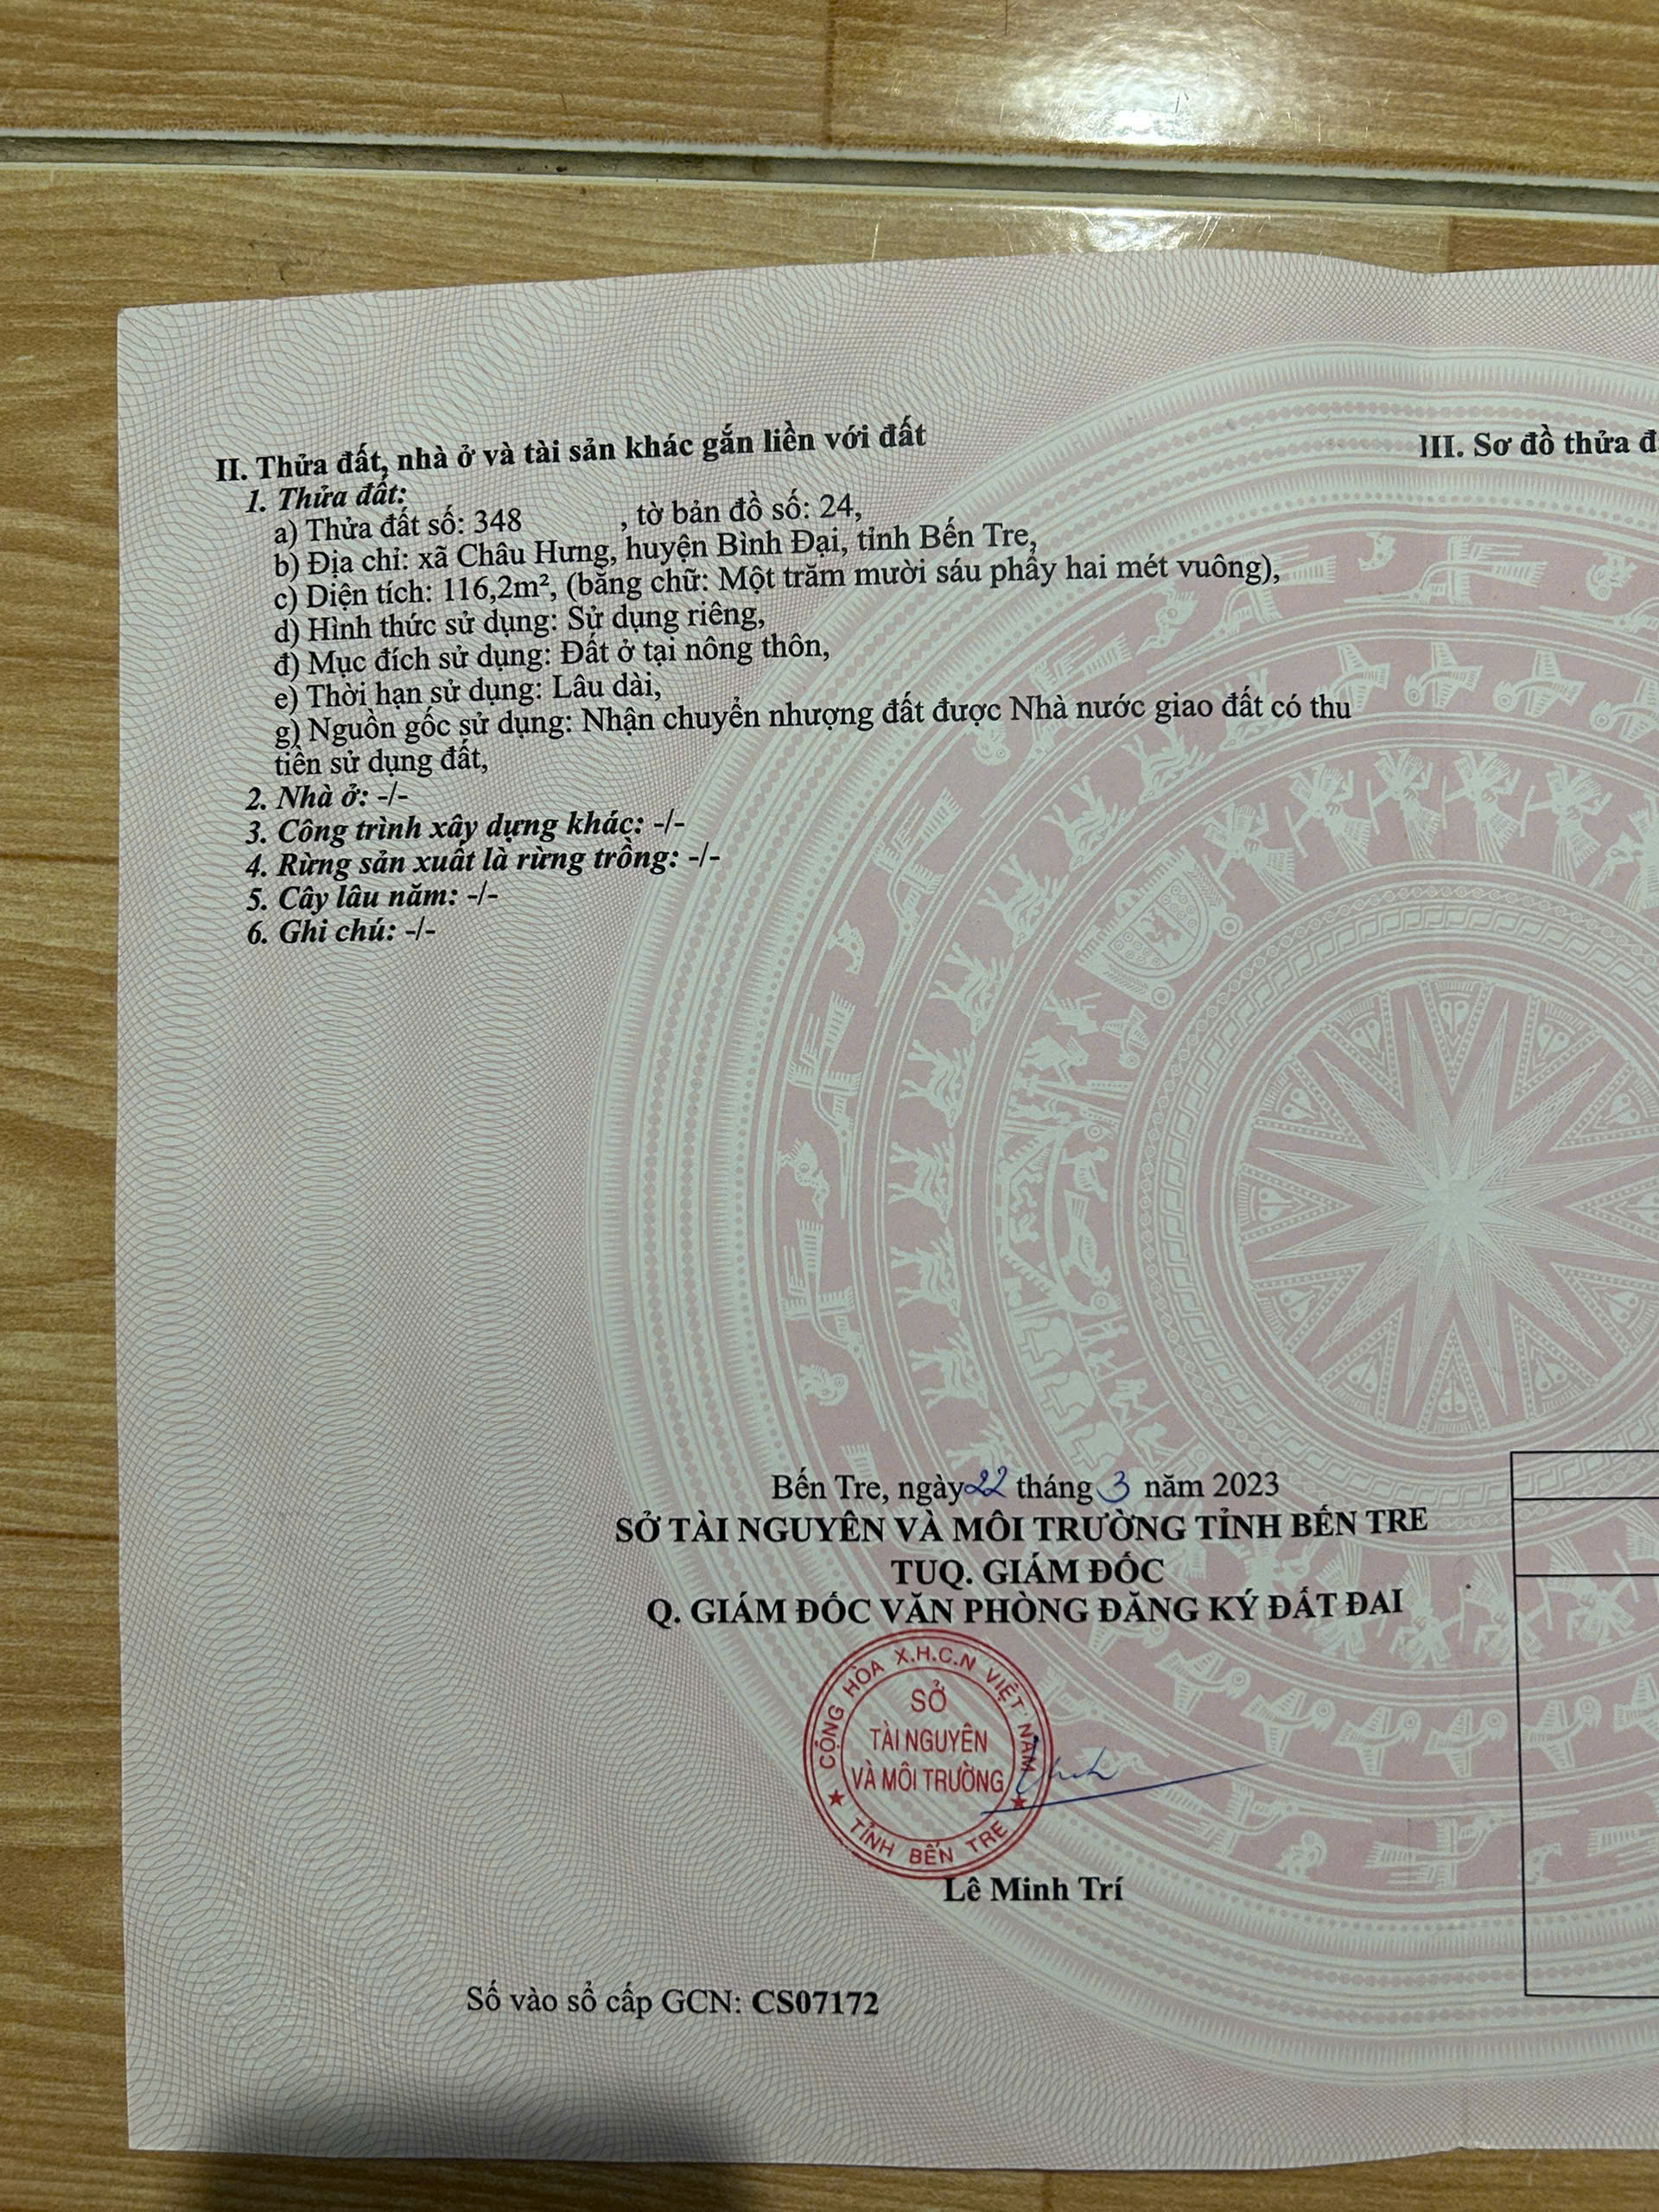 II. Thửa đất, nhà ở và tài sản khác gắn liền với đất
1. Thửa đất:
a) Thửa đất số: 348 , tờ bản đồ số: 24,
b) Địa chỉ: xã Châu Hưng, huyện Bình Đại, tỉnh Bến Tre,
c) Diện tích: 116,2m², (bằng chữ: Một trăm mười sáu phẩy hai mét vuông),
d) Hình thức sử dụng: Sử dụng riêng,
đ) Mục đích sử dụng: Đất ở tại nông thôn,
e) Thời hạn sử dụng: Lâu dài,
g) Nguồn gốc sử dụng: Nhận chuyển nhượng đất được Nhà nước giao đất có thu
tiền sử dụng đất,
2. Nhà ở: -/-
3. Công trình xây dựng khác: -/-
4. Rừng sản xuất là rừng trồng: -/-
5. Cây lâu năm: -/-
6. Ghi chú: -/-
III. Sơ đồ thửa
Bến Tre, ngày 22 tháng 3 năm 2023
SỞ TÀI NGUYÊN VÀ MÔI TRƯỜNG TỈNH BẾN TRE
TUQ. GIÁM ĐỐC
Q. GIÁM ĐỐC VĂN PHÒNG ĐĂNG KÝ ĐẤT ĐAI
CỘNG HÒA X.H.C.N VIỆT NAM
SỞ
TÀI NGUYÊN
VÀ MÔI TRƯỜNG
TỈNH BẾN TRE
Lê Minh Trí
Số vào sổ cấp GCN: CS07172